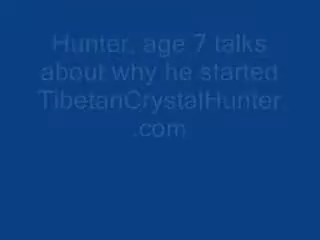 Hunter, age 7 talks
about why he started
TibetanCrystalHunter
.com